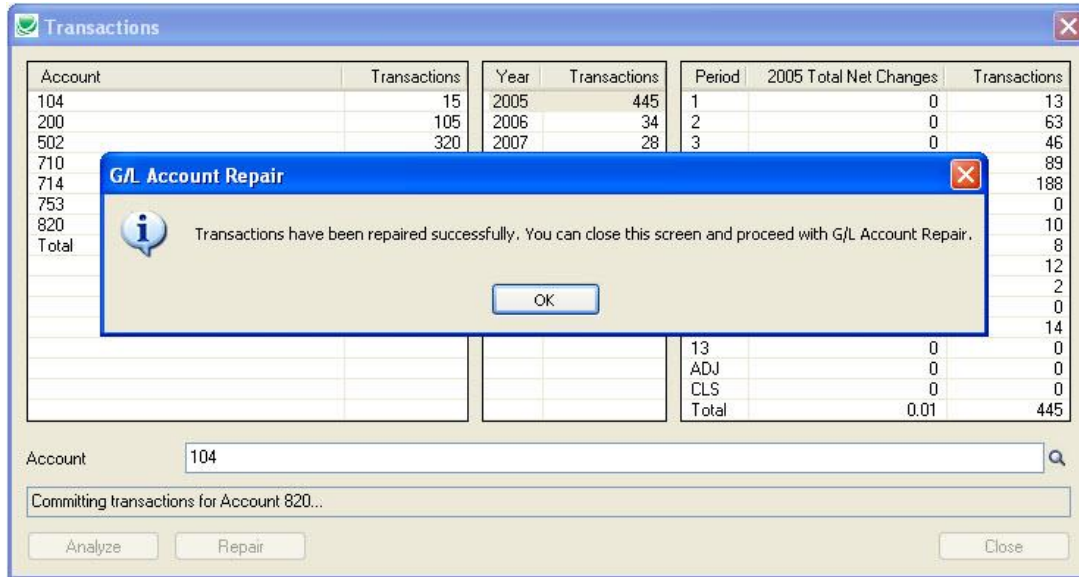 Transactions
Account Transactions Year Transactions Period 2005 Total Net Changes Transactions
104 15 2005 445 1 0 13
200 105 2006 34 2 0 63
502 320 2007 28 3 0 46
710 89
714 188
753 0
820 10
Total 8
12
2
0
14
13 0 0
ADJ 0 0
CLS 0 0
Total 0.01 445
G/L Account Repair
Transactions have been repaired successfully. You can close this screen and proceed with G/L Account Repair.
OK
Account 104
Committing transactions for Account 820...
Analyze Repair Close